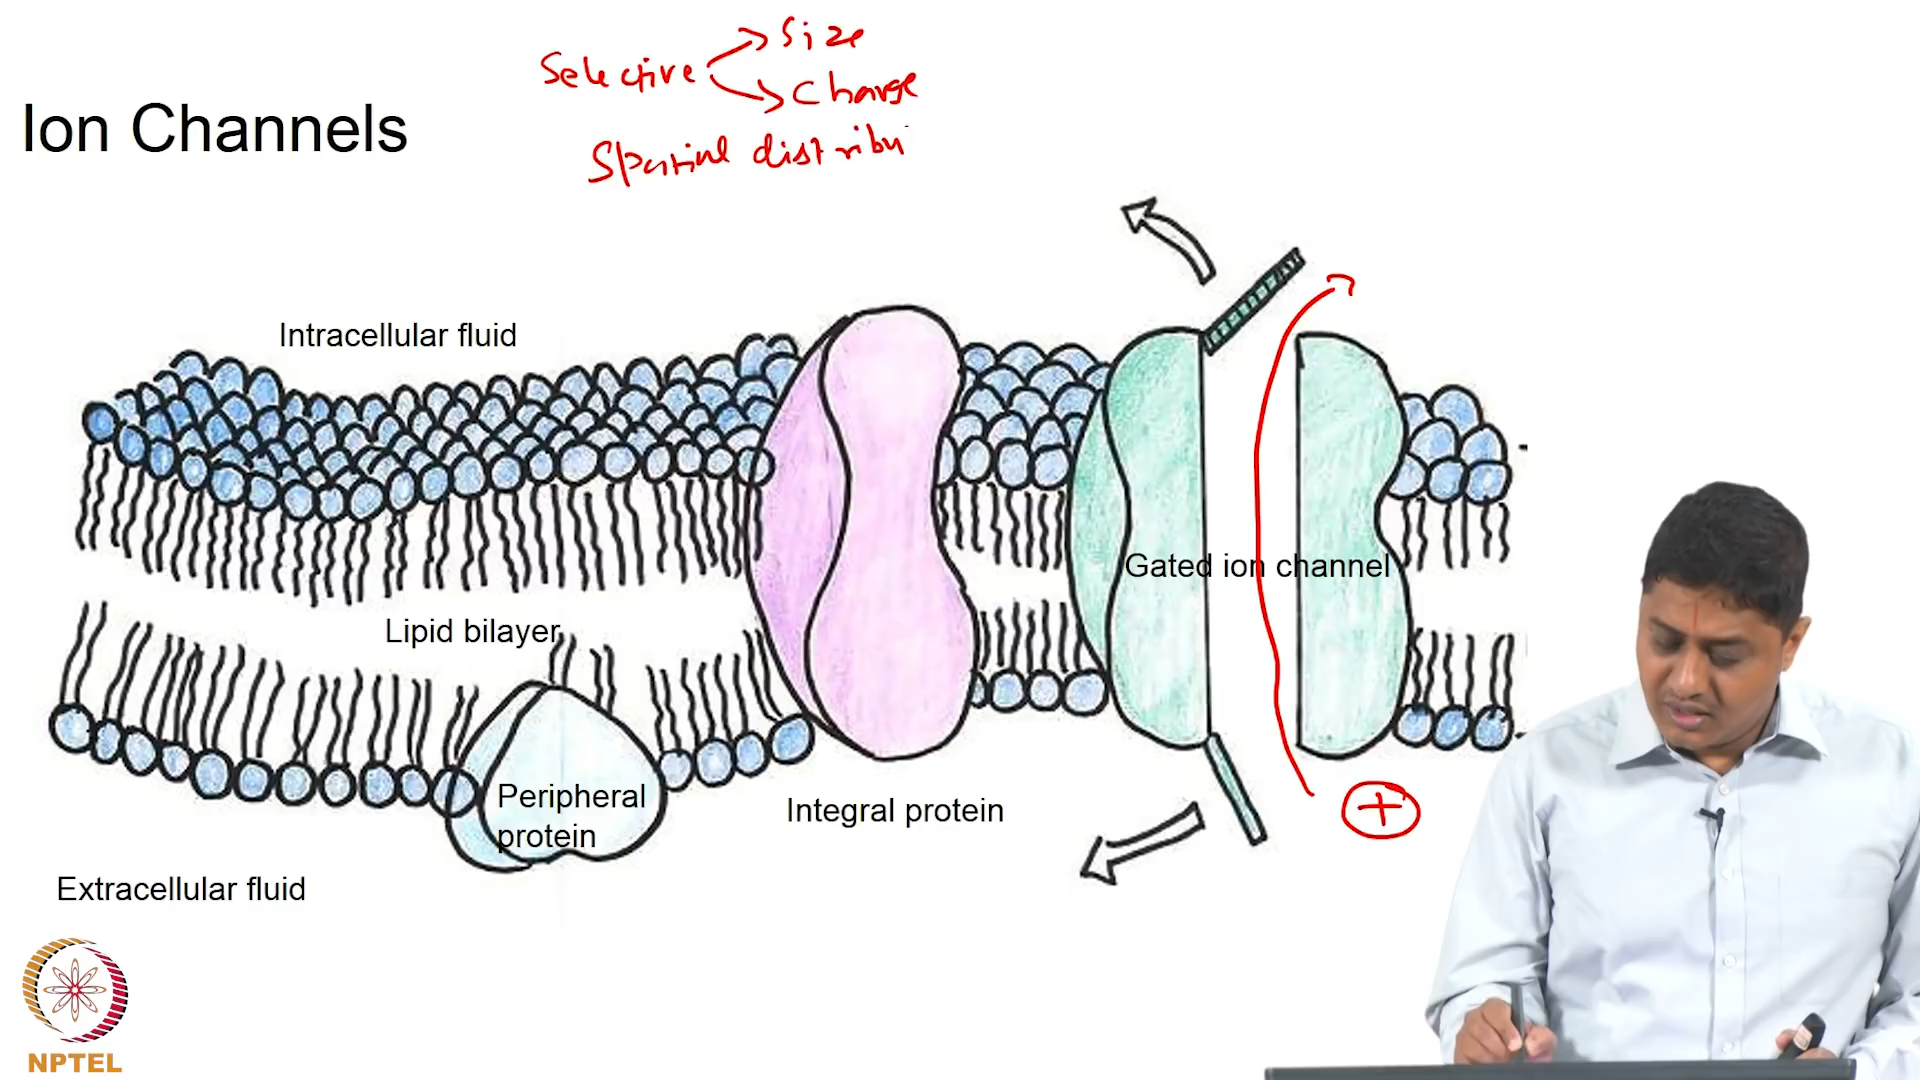 Selective → Size
→ Charge
Spatial distribu
Ion Channels
Intracellular fluid
Gated ion channel
Lipid bilayer
Peripheral
protein
Integral protein
+
Extracellular fluid
NPTEL